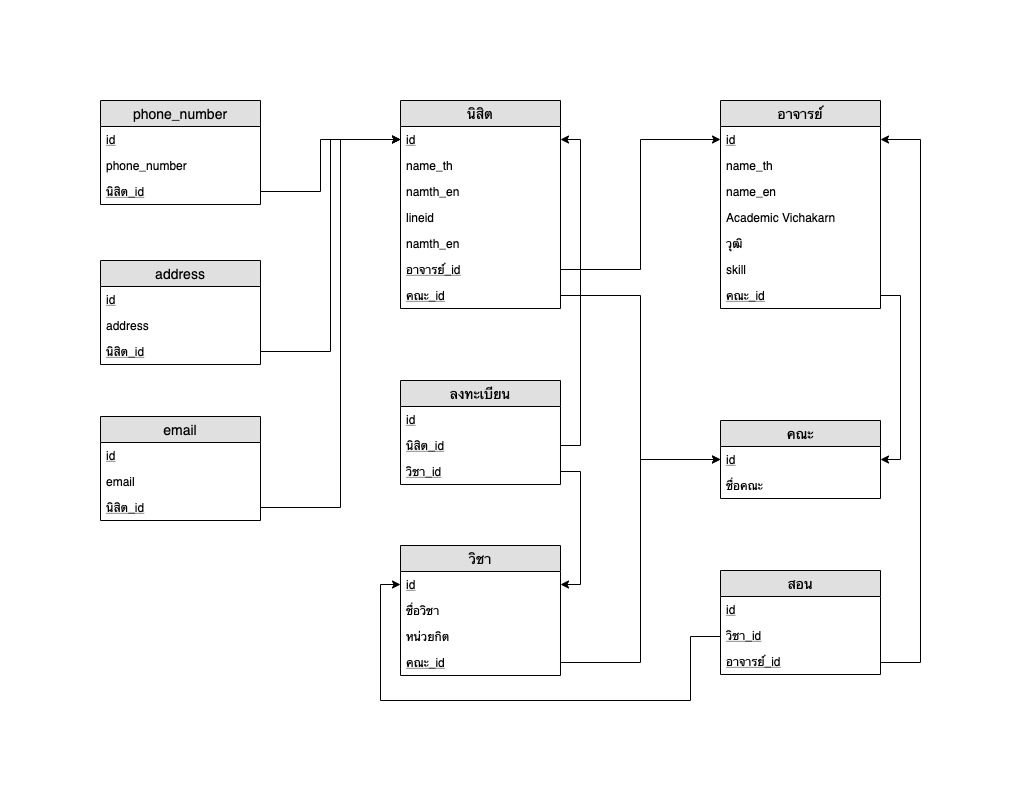 phone_number
id
phone_number
นิสิต_id
address
id
address
นิสิต_id
email
id
email
นิสิต_id
นิสิต
id
name_th
namth_en
lineid
namth_en
อาจารย์_id
คณะ_id
ลงทะเบียน
id
นิสิต_id
วิชา_id
วิชา
id
ชื่อวิชา
หน่วยกิต
คณะ_id
อาจารย์
id
name_th
name_en
Academic Vichakarn
วุฒิ
skill
คณะ_id
คณะ
id
ชื่อคณะ
สอน
id
วิชา_id
อาจารย์_id